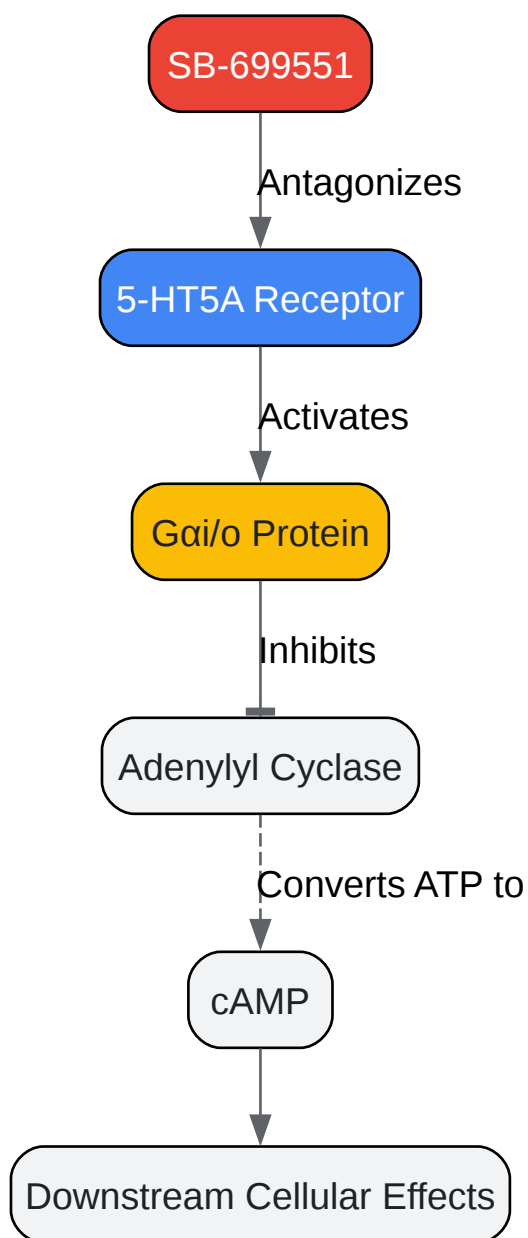 SB-699551
Antagonizes
5-HT5A Receptor
Activates
Gαi/o Protein
Inhibits
Adenylyl Cyclase
Converts ATP to
cAMP
Downstream Cellular Effects